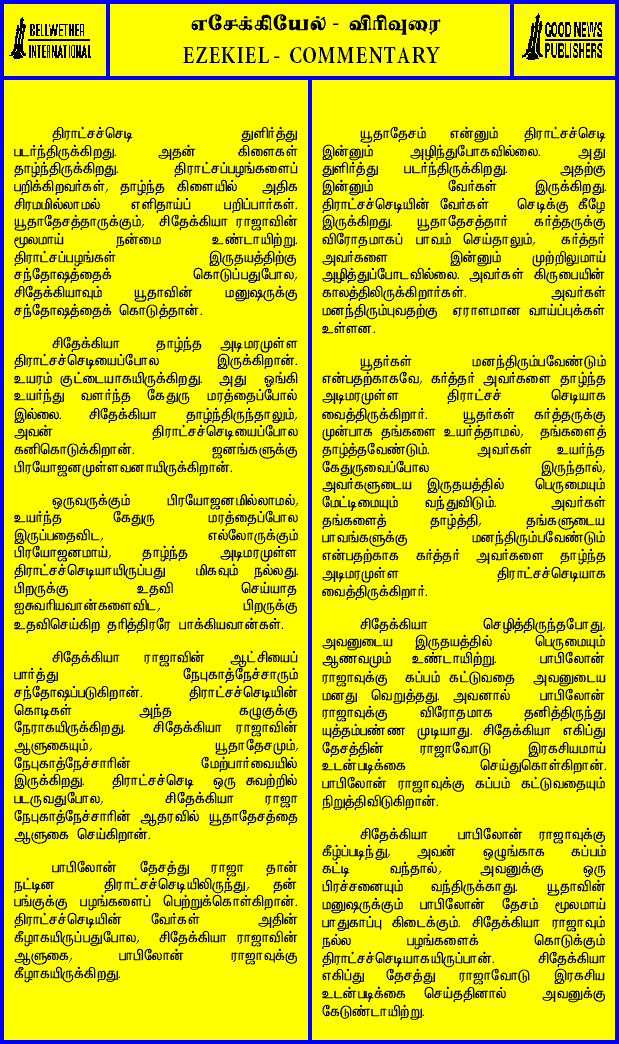 BELLWETHER
INTERNATIONAL
எசேக்கியேல் - விரிவுரை
EZEKIEL - COMMENTARY
GOOD NEWS
PUBLISHERS
திராட்சச்செடி துளிர்த்து
படர்ந்திருக்கிறது. அதன் கிளைகள்
தாழ்ந்திருக்கிறது. திராட்சப்பழங்களைப்
பறிக்கிறவர்கள், தாழ்ந்த கிளையில் அதிக
சிரமமில்லாமல் எளிதாய்ப் பறிப்பார்கள்.
யூதாதேசத்தாருக்கும், சிதேக்கியா ராஜாவின்
மூலமாய் நன்மை உண்டாயிற்று.
திராட்சப்பழங்கள் இருதயத்திற்கு
சந்தோஷத்தைக் கொடுப்பதுபோல,
சிதேக்கியாவும் யூதாவின் மனுஷருக்கு
சந்தோஷத்தைக் கொடுத்தான்.
சிதேக்கியா தாழ்ந்த அடிமரமுள்ள
திராட்சச்செடியைப்போல இருக்கிறான்.
உயரம் குட்டையாகயிருக்கிறது. அது ஓங்கி
உயர்ந்து வளர்ந்த கேதுரு மரத்தைப்போல்
இல்லை. சிதேக்கியா தாழ்ந்திருந்தாலும்,
அவன் திராட்சச்செடியைப்போல
கனிகொடுக்கிறான். ஜனங்களுக்கு
பிரயோஜனமுள்ளவனாயிருக்கிறான்.
ஒருவருக்கும் பிரயோஜனமில்லாமல்,
உயர்ந்த கேதுரு மரத்தைப்போல
இருப்பதைவிட, எல்லோருக்கும்
பிரயோஜனமாய், தாழ்ந்த அடிமரமுள்ள
திராட்சச்செடியாயிருப்பது மிகவும் நல்லது.
பிறருக்கு உதவி செய்யாத
ஐசுவரியவான்களைவிட, பிறருக்கு
உதவிசெய்கிற தரித்திரரே பாக்கியவான்கள்.
சிதேக்கியா ராஜாவின் ஆட்சியைப்
பார்த்து நேபுகாத்நேச்சாரும்
சந்தோஷப்படுகிறான். திராட்சச்செடியின்
கொடிகள் அந்த கழுகுக்கு
நேராகயிருக்கிறது. சிதேக்கியா ராஜாவின்
ஆளுகையும், யூதாதேசமும்,
நேபுகாத்நேச்சாரின் மேற்பார்வையில்
இருக்கிறது. திராட்சச்செடி ஒரு சுவற்றில்
படருவதுபோல, சிதேக்கியா ராஜா
நேபுகாத்நேச்சாரின் ஆதரவில் யூதாதேசத்தை
ஆளுகை செய்கிறான்.
பாபிலோன் தேசத்து ராஜா தான்
நட்டின திராட்சச்செடியிலிருந்து, தன்
பங்குக்கு பழங்களைப் பெற்றுக்கொள்கிறான்.
திராட்சச்செடியின் வேர்கள் அதின்
கீழாகயிருப்பதுபோல, சிதேக்கியா ராஜாவின்
ஆளுகை, பாபிலோன் ராஜாவுக்கு
கீழாகயிருக்கிறது.
யூதாதேசம் என்னும் திராட்சச்செடி
இன்னும் அழிந்துபோகவில்லை. அது
துளிர்த்து படர்ந்திருக்கிறது. அதற்கு
இன்னும் வேர்கள் இருக்கிறது.
திராட்சச்செடியின் வேர்கள் செடிக்கு கீழே
இருக்கிறது. யூதாதேசத்தார் கர்த்தருக்கு
விரோதமாகப் பாவம் செய்தாலும், கர்த்தர்
அவர்களை இன்னும் முற்றிலுமாய்
அழித்துப்போடவில்லை. அவர்கள் கிருபையின்
காலத்திலிருக்கிறார்கள். அவர்கள்
மனந்திரும்புவதற்கு ஏராளமான வாய்ப்புக்கள்
உள்ளன.
யூதர்கள் மனந்திரும்பவேண்டும்
என்பதற்காகவே, கர்த்தர் அவர்களை தாழ்ந்த
அடிமரமுள்ள திராட்சச் செடியாக
வைத்திருக்கிறார். யூதர்கள் கர்த்தருக்கு
முன்பாக தங்களை உயர்த்தாமல், தங்களைத்
தாழ்த்தவேண்டும். அவர்கள் உயர்ந்த
கேதுருவைப்போல இருந்தால்,
அவர்களுடைய இருதயத்தில் பெருமையும்
மேட்டிமையும் வந்துவிடும். அவர்கள்
தங்களைத் தாழ்த்தி, தங்களுடைய
பாவங்களுக்கு மனந்திரும்பவேண்டும்
என்பதற்காக கர்த்தர் அவர்களை தாழ்ந்த
அடிமரமுள்ள திராட்சச்செடியாக
வைத்திருக்கிறார்.
சிதேக்கியா செழித்திருந்தபோது,
அவனுடைய இருதயத்தில் பெருமையும்
ஆணவமும் உண்டாயிற்று. பாபிலோன்
ராஜாவுக்கு கப்பம் கட்டுவதை அவனுடைய
மனது வெறுத்தது. அவனால் பாபிலோன்
ராஜாவுக்கு விரோதமாக தனித்திருந்து
யுத்தம்பண்ண முடியாது. சிதேக்கியா எகிப்து
தேசத்தின் ராஜாவோடு இரகசியமாய்
உடன்படிக்கை செய்துகொள்கிறான்.
பாபிலோன் ராஜாவுக்கு கப்பம் கட்டுவதையும்
நிறுத்திவிடுகிறான்.
சிதேக்கியா பாபிலோன் ராஜாவுக்கு
கீழ்ப்படிந்து, அவன் ஒழுங்காக கப்பம்
கட்டி வந்தால், அவனுக்கு ஒரு
பிரச்சனையும் வந்திருக்காது. யூதாவின்
மனுஷருக்கும் பாபிலோன் தேசம் மூலமாய்
பாதுகாப்பு கிடைக்கும். சிதேக்கியா ராஜாவும்
நல்ல பழங்களைக் கொடுக்கும்
திராட்சச்செடியாகயிருப்பான். சிதேக்கியா
எகிப்து தேசத்து ராஜாவோடு இரகசிய
உடன்படிக்கை செய்ததினால் அவனுக்கு
கேடுண்டாயிற்று.